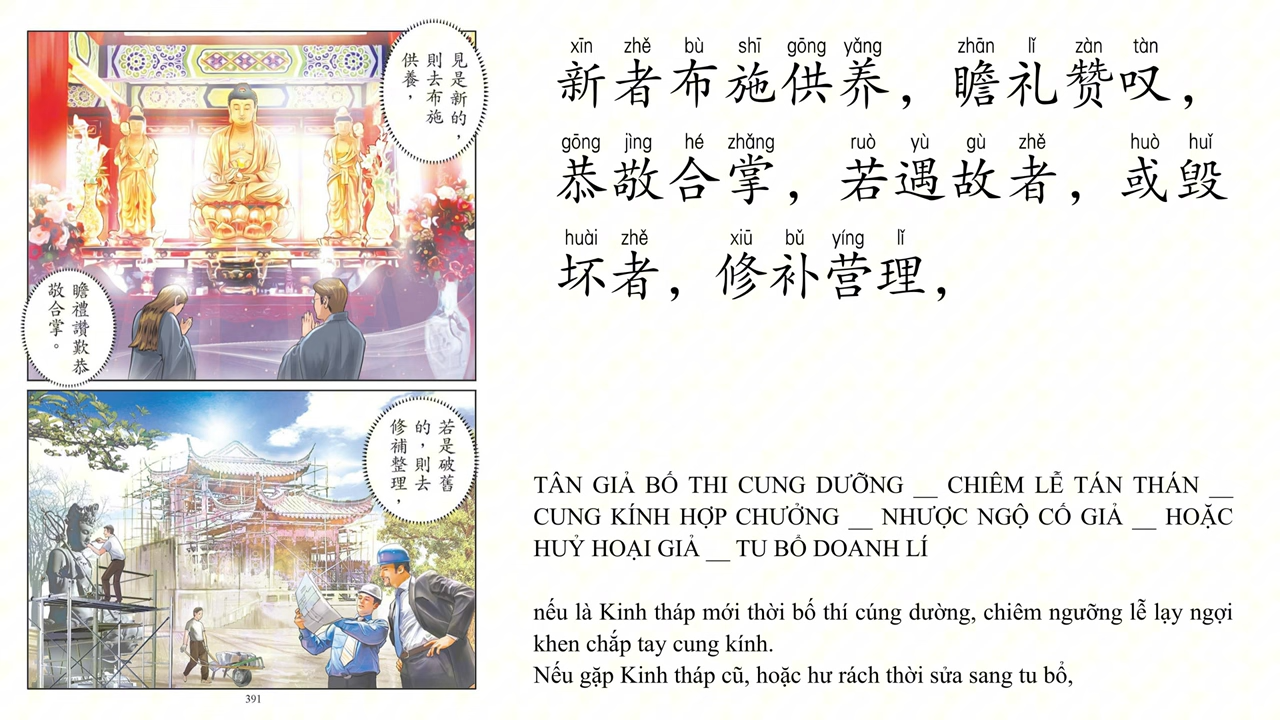 見是新的，
則去布施
供養，
瞻禮讚歎恭
敬合掌。
若是破舊
的，則去
修補整理，
391
xīn zhě bù shī gōng yǎng zhān lǐ zàn tàn
新者布施供养，瞻礼赞叹，
gōng jìng hé zhǎng ruò yù gù zhě huò huǐ
恭敬合掌，若遇故者，或毁
huài zhě xiū bǔ yíng lǐ
坏者，修补营理，
TÂN GIẢ BỐ THI CUNG DƯỠNG __ CHIÊM LỄ TÁN THÁN __
CUNG KÍNH HỢP CHƯỞNG __ NHƯỢC NGỘ CỐ GIẢ __ HOẶC
HUỶ HOẠI GIẢ __ TU BỔ DOANH LÍ
nếu là Kinh tháp mới thời bố thí cúng dường, chiêm ngưỡng lễ lạy ngợi
khen chắp tay cung kính.
Nếu gặp Kinh tháp cũ, hoặc hư rách thời sửa sang tu bổ,